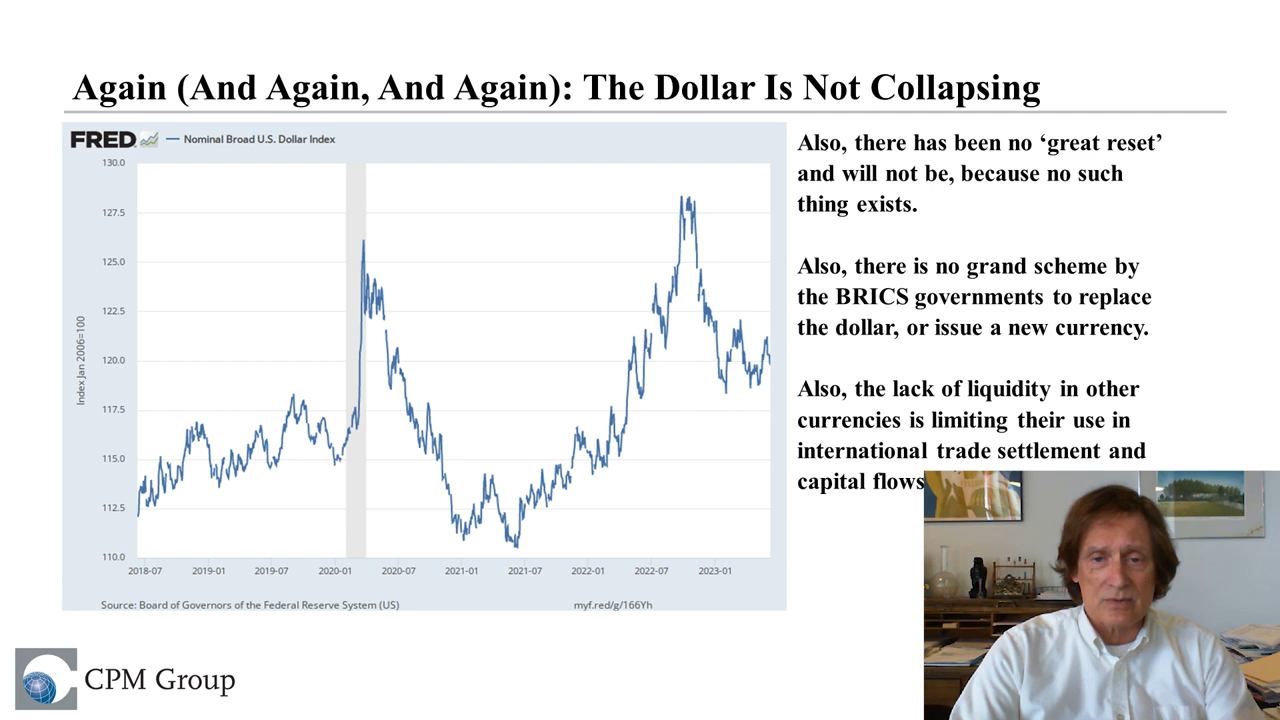 Again (And Again, And Again): The Dollar Is Not Collapsing
FRED
Nominal Broad U.S. Dollar Index
130.0
127.5
125.0
122.5
120.0
117.5
115.0
112.5
110.0
Index Jan 2006=100
2018-07
2019-01
2019-07
2020-01
2020-07
2021-01
2021-07
2022-01
2022-07
2023-01
Source: Board of Governors of the Federal Reserve System (US)
myf.red/g/166Yh
Also, there has been no ‘great reset’
and will not be, because no such
thing exists.
Also, there is no grand scheme by
the BRICS governments to replace
the dollar, or issue a new currency.
Also, the lack of liquidity in other
currencies is limiting their use in
international trade settlement and
capital flows
CPM Group